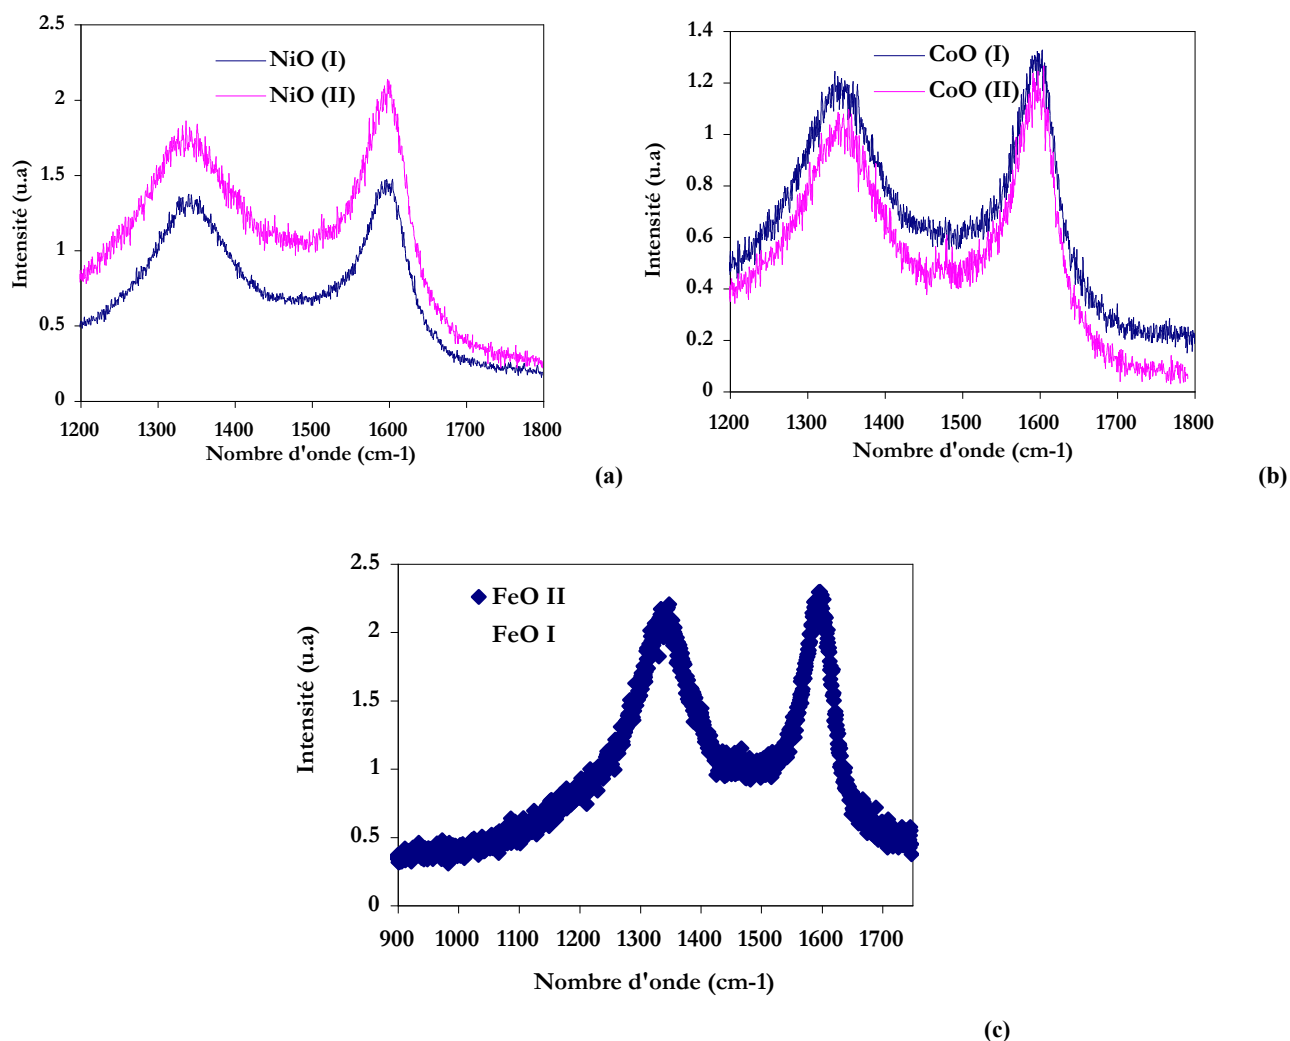 2.5
2
1.5
1
0.5
0
Intensité (u.a)
NiO (I)
NiO (II)
1200 1300 1400 1500 1600 1700 1800
Nombre d'onde (cm-1)
(a)
1.4
1.2
1
0.8
0.6
0.4
0.2
0
Intensité (u.a)
CoO (I)
CoO (II)
1200 1300 1400 1500 1600 1700 1800
Nombre d'onde (cm-1)
(b)
2.5
2
1.5
1
0.5
0
Intensité (u.a)
FeO II
FeO I
900 1000 1100 1200 1300 1400 1500 1600 1700
Nombre d'onde (cm-1)
(c)